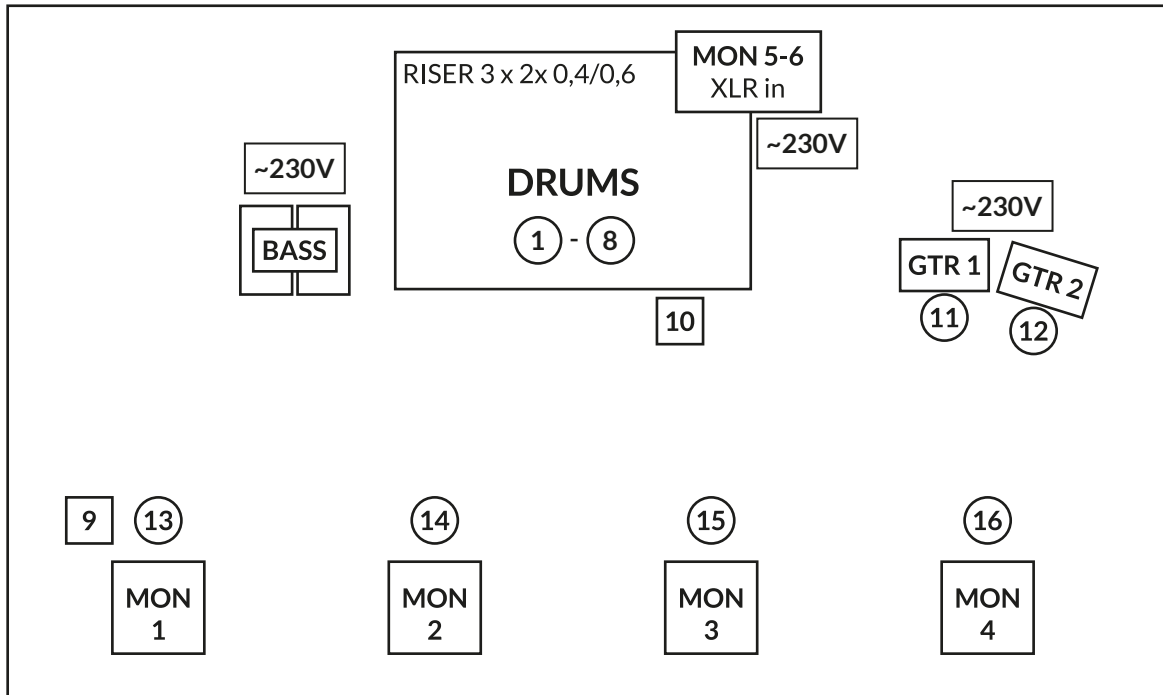 MON 5-6
XLR in
RISER 3 x 2x 0,4/0,6
~230V
~230V
DRUMS
1 - 8
~230V
BASS
GTR 1
GTR 2
10
11
12
9
13
14
15
16
MON
1
MON
2
MON
3
MON
4